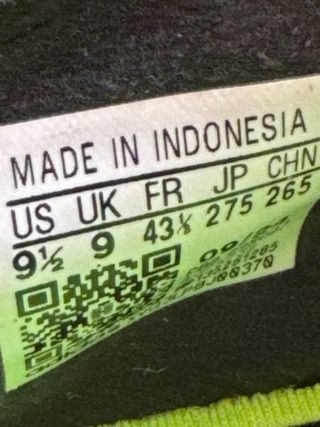 MADE IN INDONESIA
US UK FR JP CHN
9½ 9 43⅓ 275 265